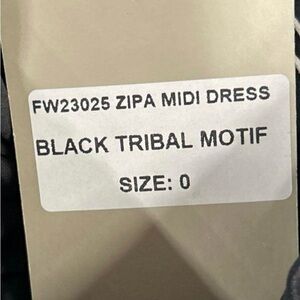 FW23025 ZIPA MIDI DRESS
BLACK TRIBAL MOTIF
SIZE: 0